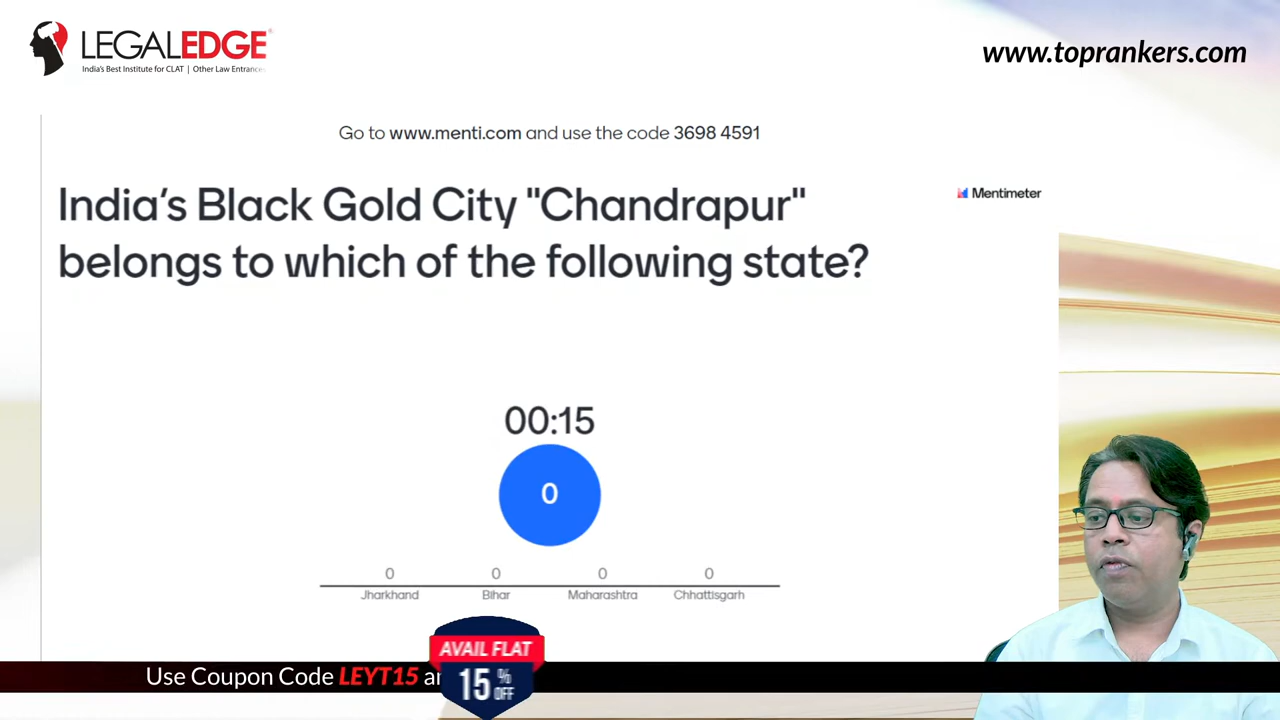 LEGALEDGE
India's Best Institute for CLAT | Other Law Entrances
www.toprankers.com
Go to www.menti.com and use the code 3698 4591
Mentimeter
India's Black Gold City "Chandrapur"
belongs to which of the following state?
00:15
0
0 0 0 0
Jharkhand Bihar Maharashtra Chhattisgarh
AVAIL FLAT
15 % OFF
Use Coupon Code LEYT15